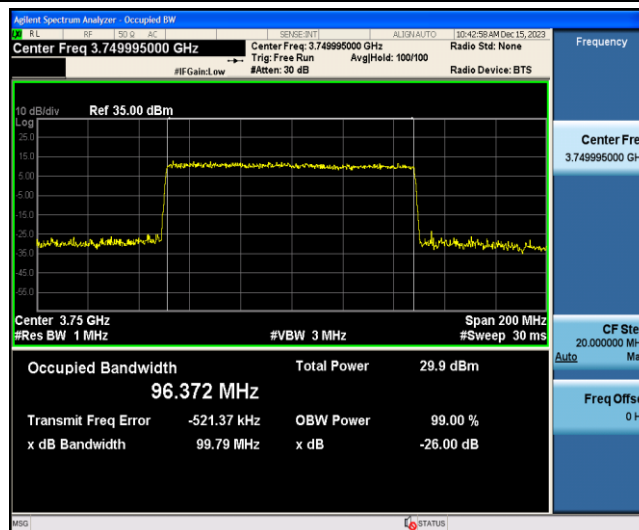 Agilent Spectrum Analyzer - Occupied BW
RL RF 50 Ω AC SENSE:INT ALIGN AUTO 10:42:58 AM Dec 15, 2023
Center Freq 3.749995000 GHz Center Freq: 3.749995000 GHz Radio Std: None
Trig: Free Run Avg|Hold: 100/100
#IFGain:Low #Atten: 30 dB Radio Device: BTS
10 dB/div Ref 35.00 dBm
Log
25.0
15.0
5.00
-5.00
-15.0
-25.0
-35.0
-45.0
-55.0
Center 3.75 GHz Span 200 MHz
#Res BW 1 MHz #VBW 3 MHz #Sweep 30 ms
Occupied Bandwidth Total Power 29.9 dBm
96.372 MHz
Transmit Freq Error -521.37 kHz OBW Power 99.00 %
x dB Bandwidth 99.79 MHz x dB -26.00 dB
MSG STATUS
Frequency
Center Fre
3.749995000 GH
CF Ste
20.000000 MH
Auto Ma
Freq Offse
0 H